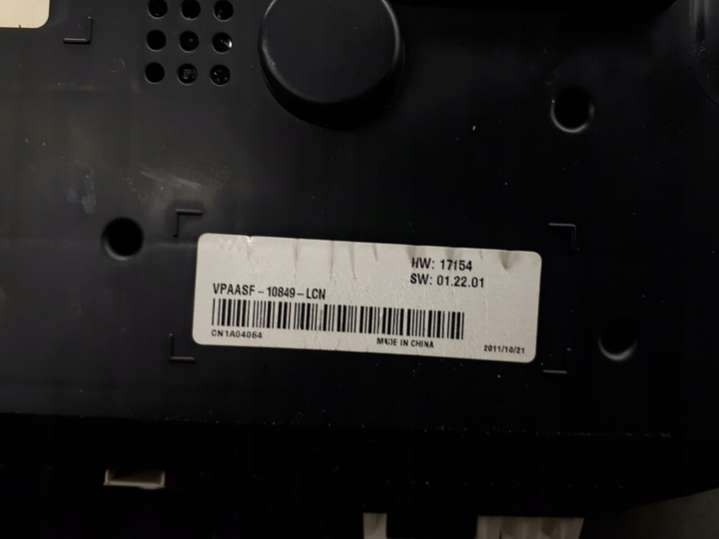 HW: 17154
SW: 01.22.01
VPAASF-10849-LCN
CN1A04064
MADE IN CHINA
2011/10/21